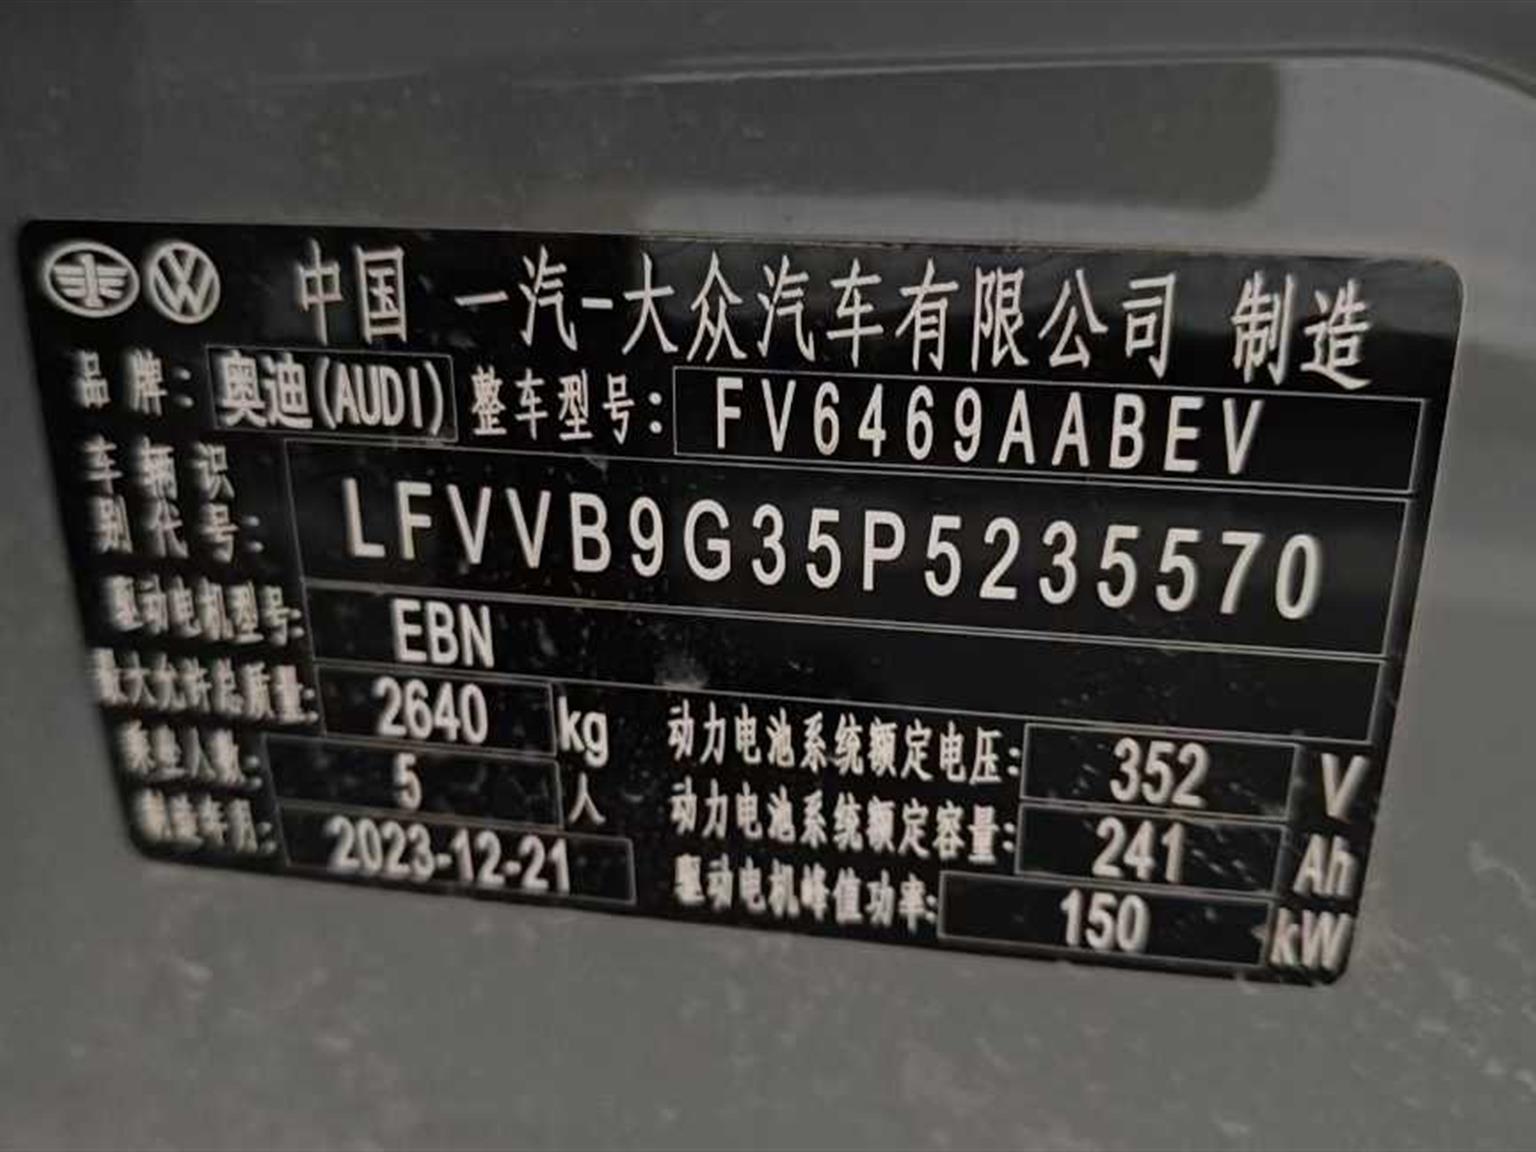 中国 一汽-大众汽车有限公司 制造
品牌: 奥迪(AUDI) 整车型号: FV6469AABEV
车辆识
别代号: LFVVB9G35P5235570
驱动电机型号: EBN
最大允许总质量: 2640 kg 动力电池系统额定电压: 352 V
乘坐人数: 5 人 动力电池系统额定容量: 241 Ah
制造年月: 2023-12-21 驱动电机峰值功率: 150 kW